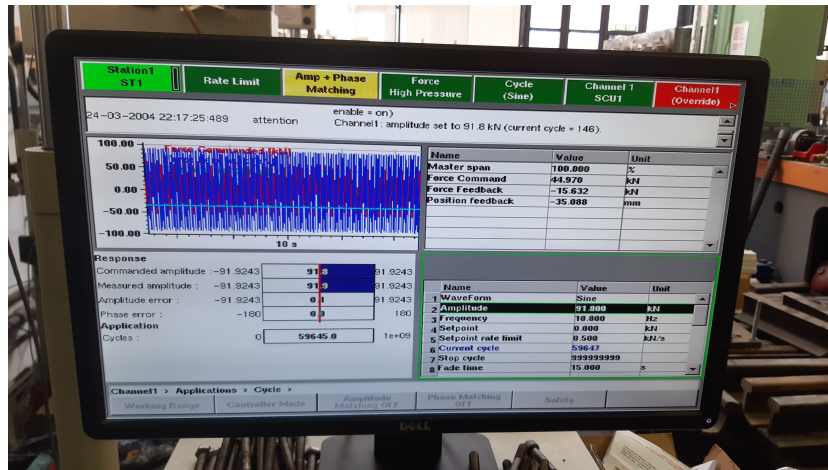 Station1
ST1
Rate Limit
Amp + Phase
Matching
Force
High Pressure
Cycle
(Sine)
Channel 1
SCU1
Channel1
(Override)
enable = on)
24-03-2004 22:17:25:489 attention Channel1: amplitude set to 91.8 kN (current cycle = 146).
100.00
50.00
0.00
-50.00
-100.00
Force Commanded [kN]
10 s
Name Value Unit
Master span 100.000 %
Force Command 44.970 kN
Force Feedback -15.632 kN
Position feedback -35.088 mm
Response
Commanded amplitude : -91.9243 91.8 91.9243
Measured amplitude : -91.9243 91.9 91.9243
Amplitude error : -91.9243 0.1 91.9243
Phase error : -180 0.0 180
Application
Cycles : 0 59645.0 1e+09
Name Value Unit
1 WaveForm Sine
2 Amplitude 91.800 kN
3 Frequency 10.800 Hz
4 Setpoint 0.000 kN
5 Setpoint rate limit 0.500 kN/s
6 Current cycle 59647
7 Stop cycle 999999999
8 Fade time 15.000 s
Channel1 > Applications > Cycle >
Working Range
Controller Mode
Amplitude
Matching OFF
Phase Matching
OFF
Safety
DELL